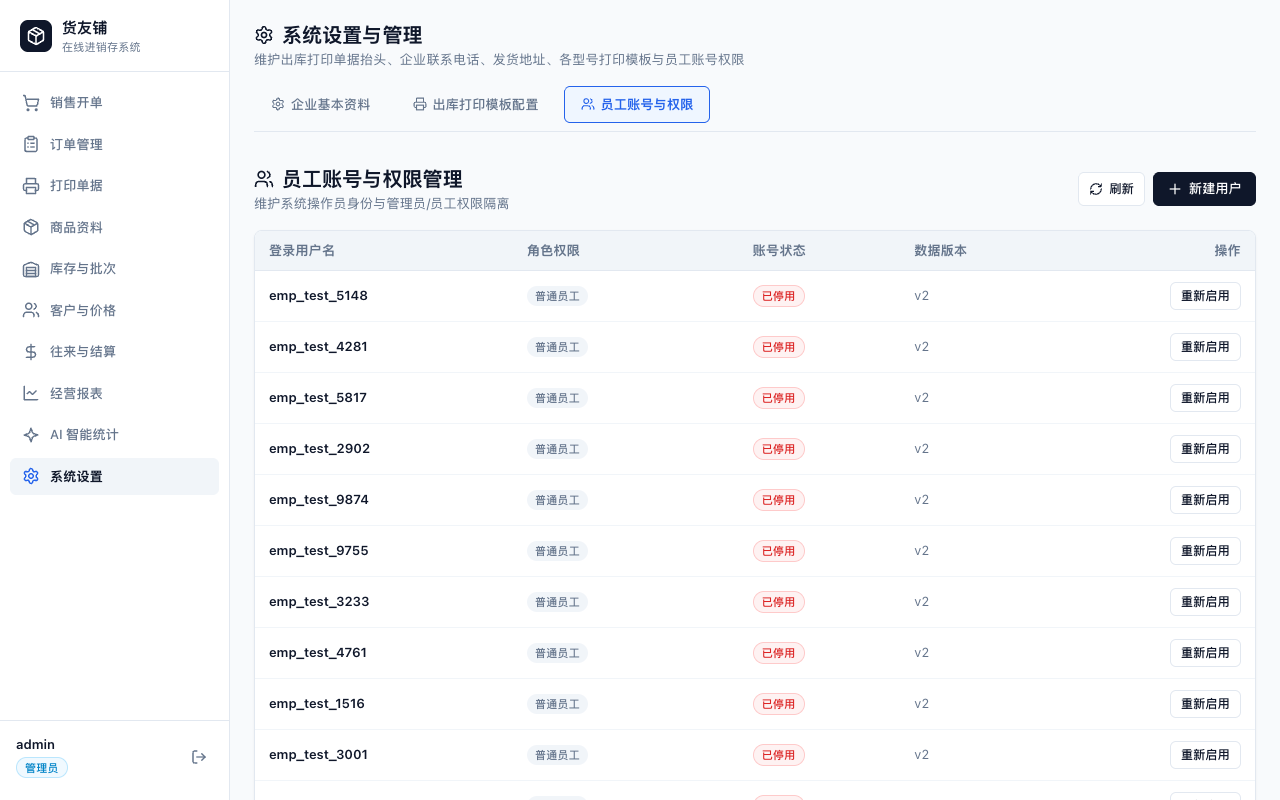 货友铺
在线进销存系统
销售开单
订单管理
打印单据
商品资料
库存与批次
客户与价格
往来与结算
经营报表
AI 智能统计
系统设置
admin
管理员
系统设置与管理
维护出库打印单据抬头、企业联系电话、发货地址、各型号打印模板与员工账号权限
企业基本资料 出库打印模板配置 员工账号与权限
员工账号与权限管理
维护系统操作员身份与管理员/员工权限隔离
刷新 新建用户
登录用户名 角色权限 账号状态 数据版本 操作
emp_test_5148 普通员工 已停用 v2 重新启用
emp_test_4281 普通员工 已停用 v2 重新启用
emp_test_5817 普通员工 已停用 v2 重新启用
emp_test_2902 普通员工 已停用 v2 重新启用
emp_test_9874 普通员工 已停用 v2 重新启用
emp_test_9755 普通员工 已停用 v2 重新启用
emp_test_3233 普通员工 已停用 v2 重新启用
emp_test_4761 普通员工 已停用 v2 重新启用
emp_test_1516 普通员工 已停用 v2 重新启用
emp_test_3001 普通员工 已停用 v2 重新启用